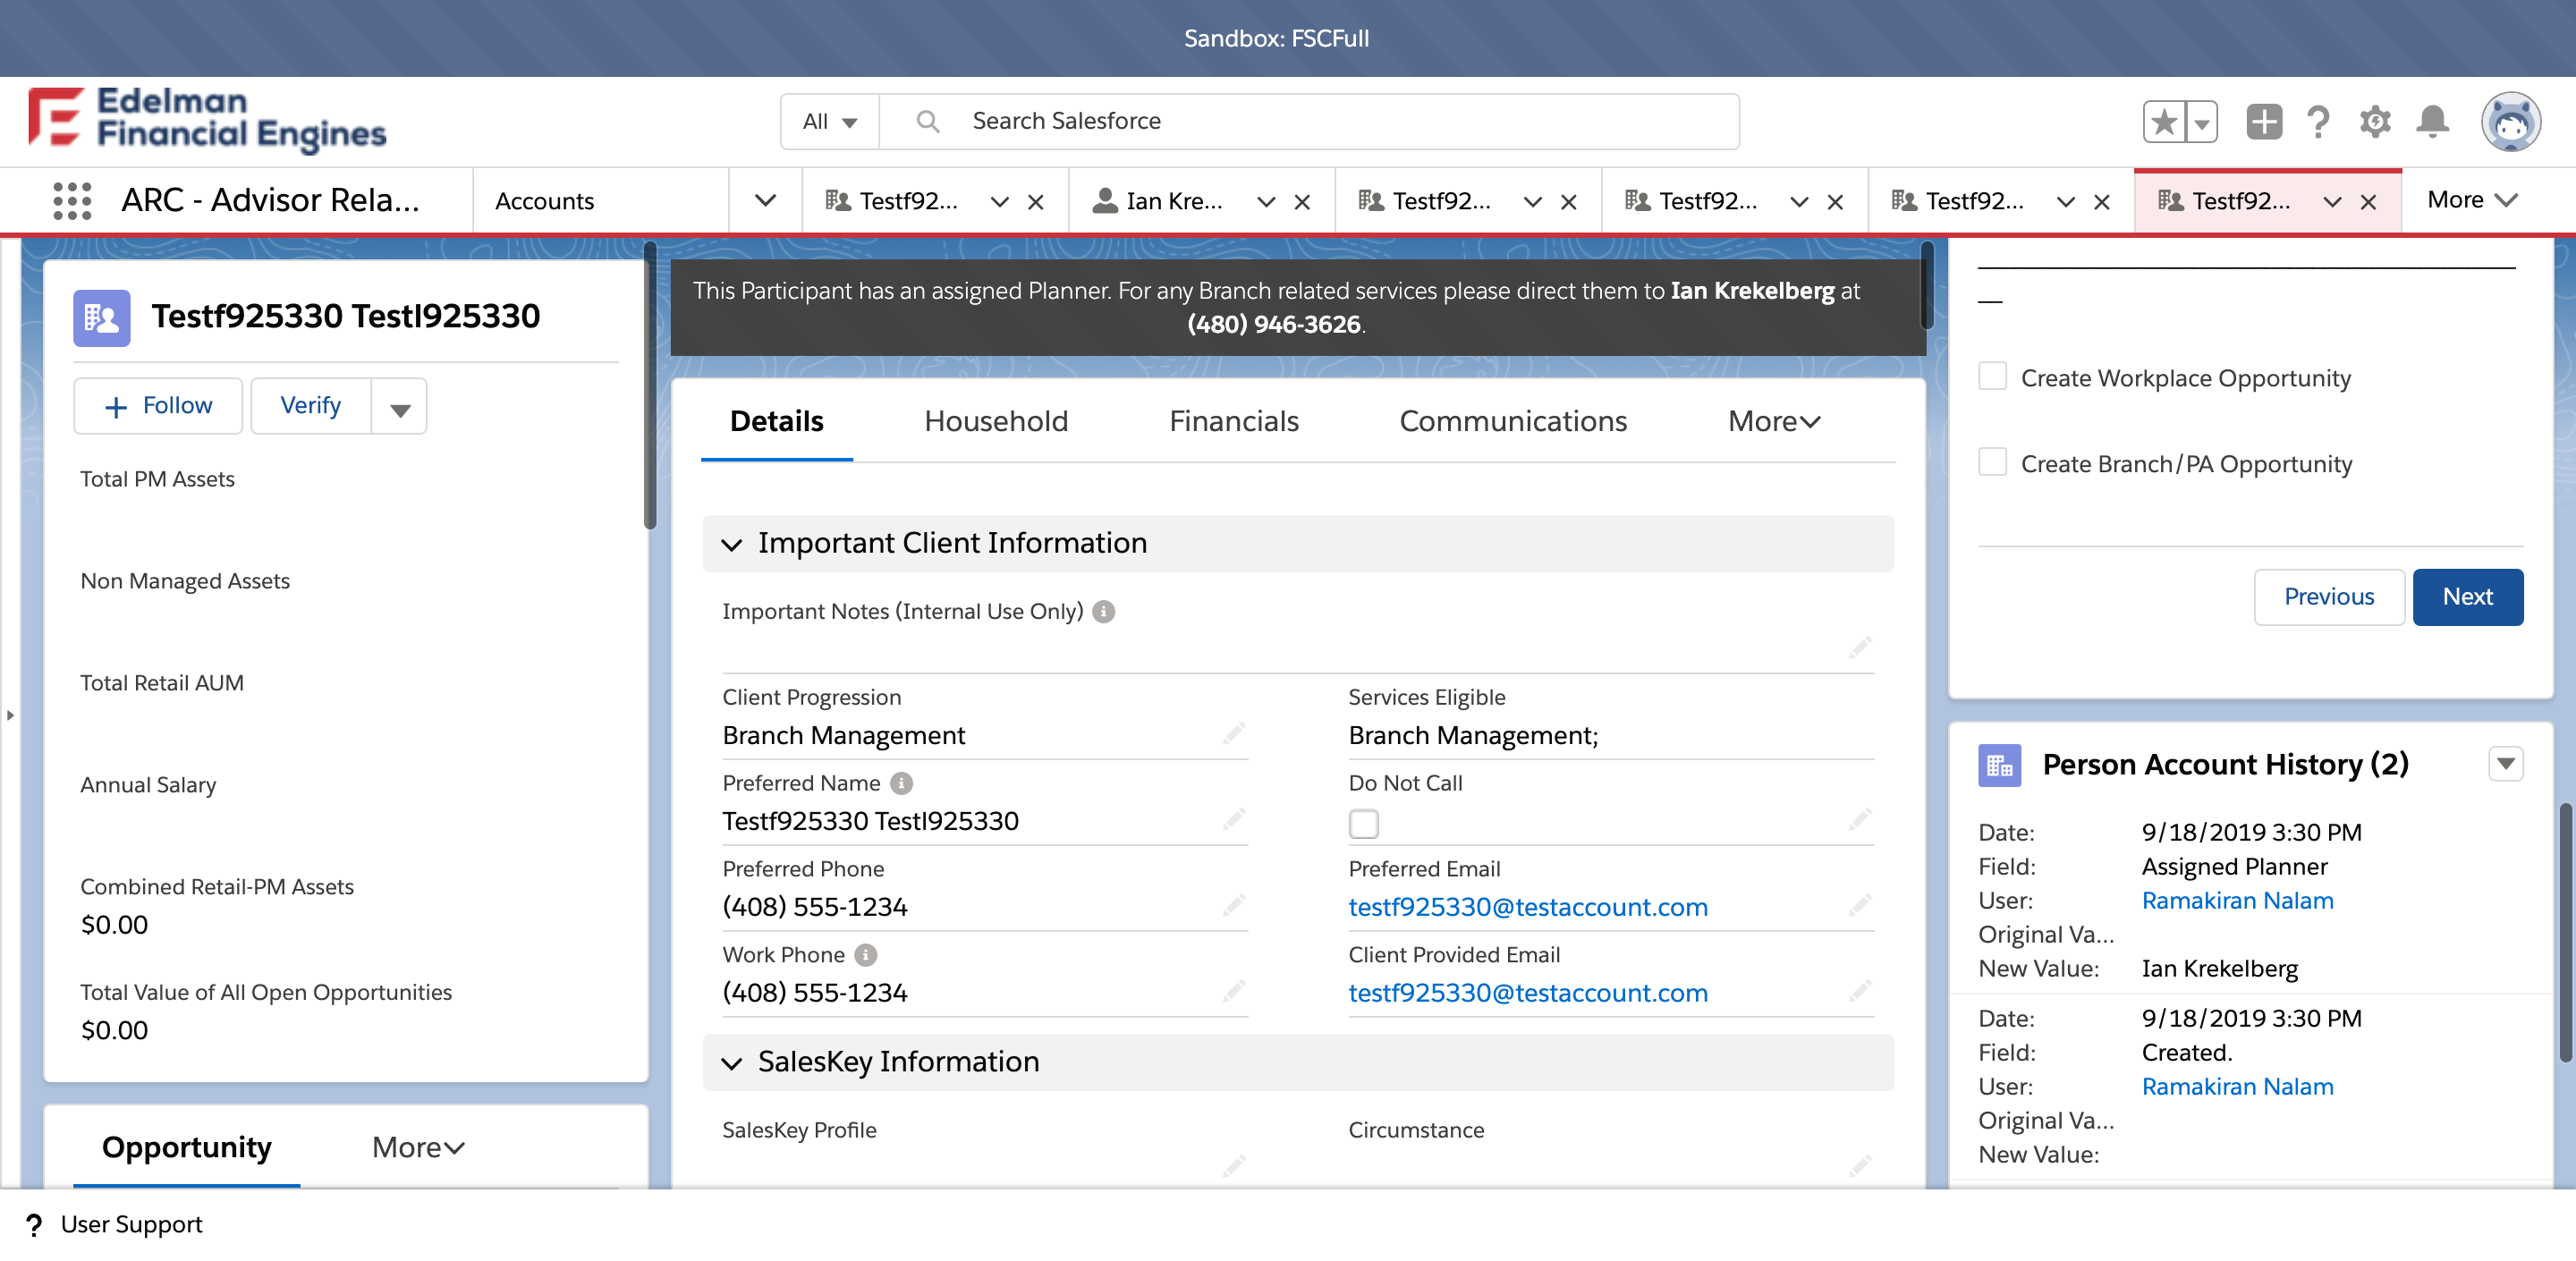 Sandbox: FSCFull
Edelman
Financial Engines
All
Search Salesforce
ARC - Advisor Rela...
Accounts
Testf92...
Ian Kre...
Testf92...
Testf92...
Testf92...
Testf92...
More
Testf925330 Testl925330
Follow
Verify
Total PM Assets
Non Managed Assets
Total Retail AUM
Annual Salary
Combined Retail-PM Assets
$0.00
Total Value of All Open Opportunities
$0.00
Opportunity
More
This Participant has an assigned Planner. For any Branch related services please direct them to Ian Krekelberg at
(480) 946-3626.
Details
Household
Financials
Communications
More
Important Client Information
Important Notes (Internal Use Only)
Client Progression
Branch Management
Services Eligible
Branch Management;
Preferred Name
Testf925330 Testl925330
Do Not Call
Preferred Phone
(408) 555-1234
Preferred Email
testf925330@testaccount.com
Work Phone
(408) 555-1234
Client Provided Email
testf925330@testaccount.com
SalesKey Information
SalesKey Profile
Circumstance
Create Workplace Opportunity
Create Branch/PA Opportunity
Previous
Next
Person Account History (2)
Date: 9/18/2019 3:30 PM
Field: Assigned Planner
User: Ramakiran Nalam
Original Va...
New Value: Ian Krekelberg
Date: 9/18/2019 3:30 PM
Field: Created.
User: Ramakiran Nalam
Original Va...
New Value:
? User Support